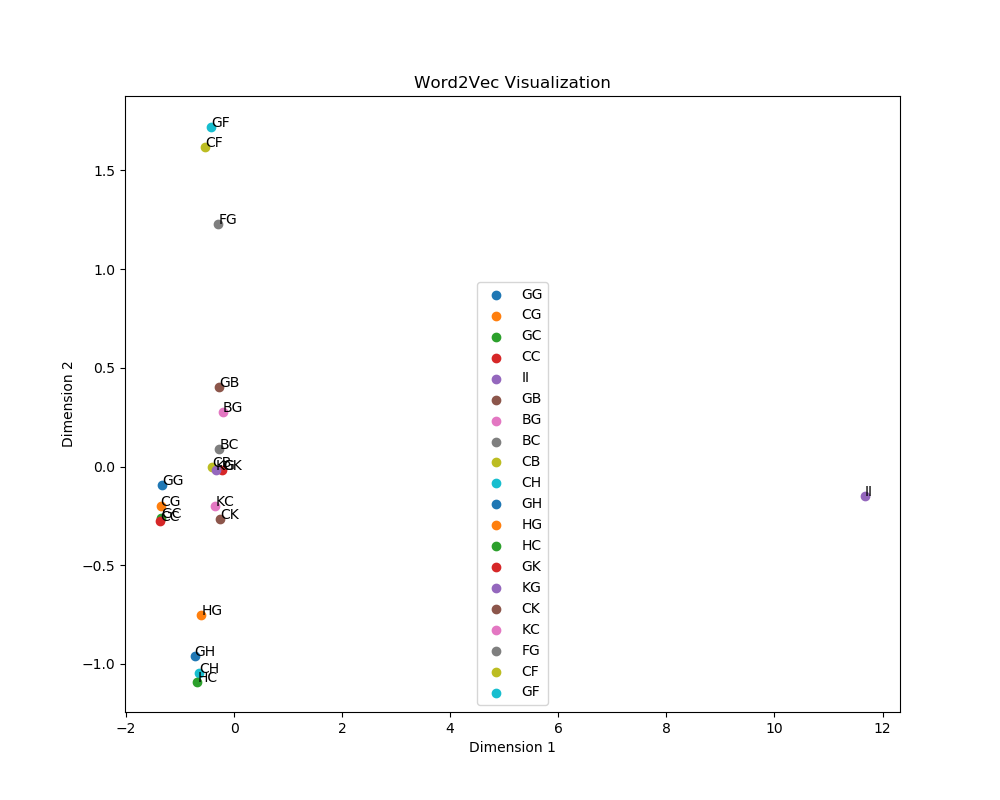 Word2Vec Visualization
GF
CF
1.5
FG
1.0
GG
CG
GC
CC
II
GB
BG
BC
CB
CH
GH
HG
HC
GK
KG
CK
KC
FG
CF
GF
0.5
GB
BG
Dimension 2
BC
CB
KG
GK
0.0
GG
II
CG
KC
GC
CC
CK
−0.5
HG
GH
CH
HC
−1.0
−2 0 2 4 6 8 10 12
Dimension 1